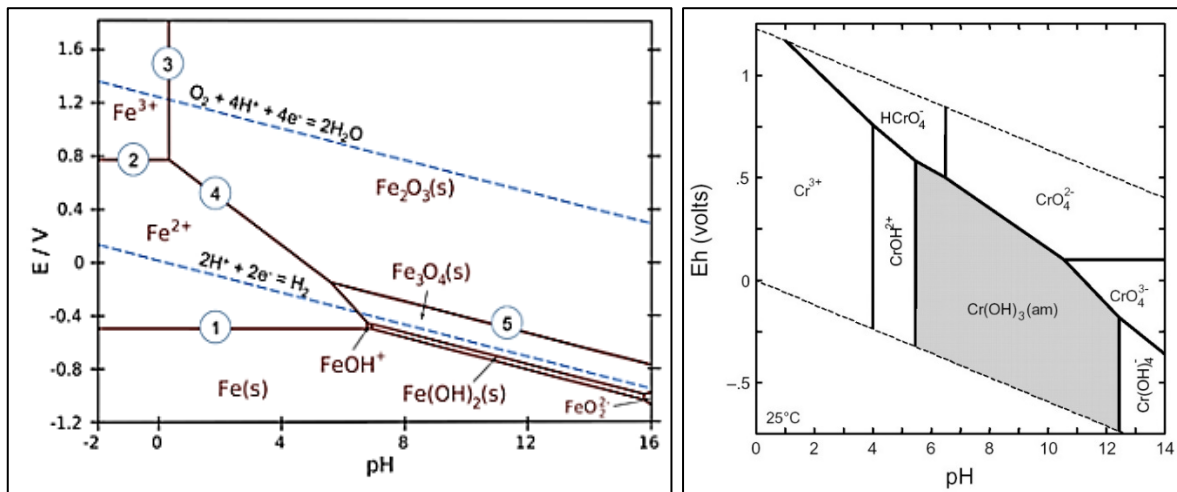 1.6
1.2
0.8
0.4
0
-0.4
-0.8
-1.2
E / V
-2
0
4
8
12
16
pH
3
O₂ + 4H⁺ + 4e⁻ = 2H₂O
Fe³⁺
2
4
Fe₂O₃(s)
Fe²⁺
2H⁺ + 2e⁻ = H₂
Fe₃O₄(s)
5
1
FeOH⁺
Fe(OH)₂(s)
Fe(s)
FeO₂²⁻
1
.5
0
−.5
Eh (volts)
HCrO₄⁻
Cr³⁺
CrO₄²⁻
CrOH²⁺
Cr(OH)₃(am)
CrO₄³⁻
Cr(OH)₄⁻
25°C
0
2
4
6
8
10
12
14
pH